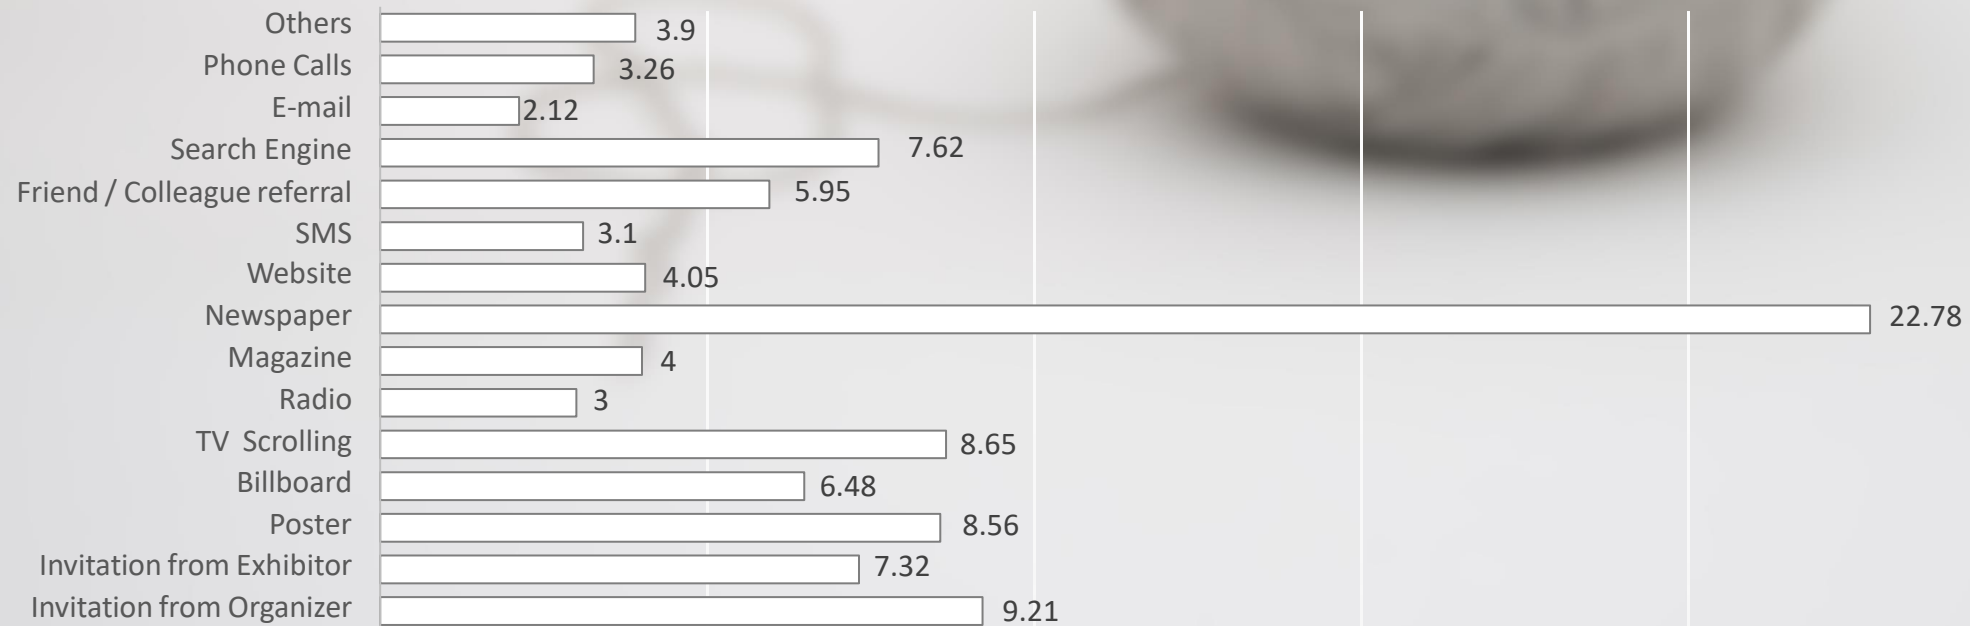 Others 3.9
Phone Calls 3.26
E-mail 2.12
Search Engine 7.62
Friend / Colleague referral 5.95
SMS 3.1
Website 4.05
Newspaper 22.78
Magazine 4
Radio 3
TV  Scrolling 8.65
Billboard 6.48
Poster 8.56
Invitation from Exhibitor 7.32
Invitation from Organizer 9.21